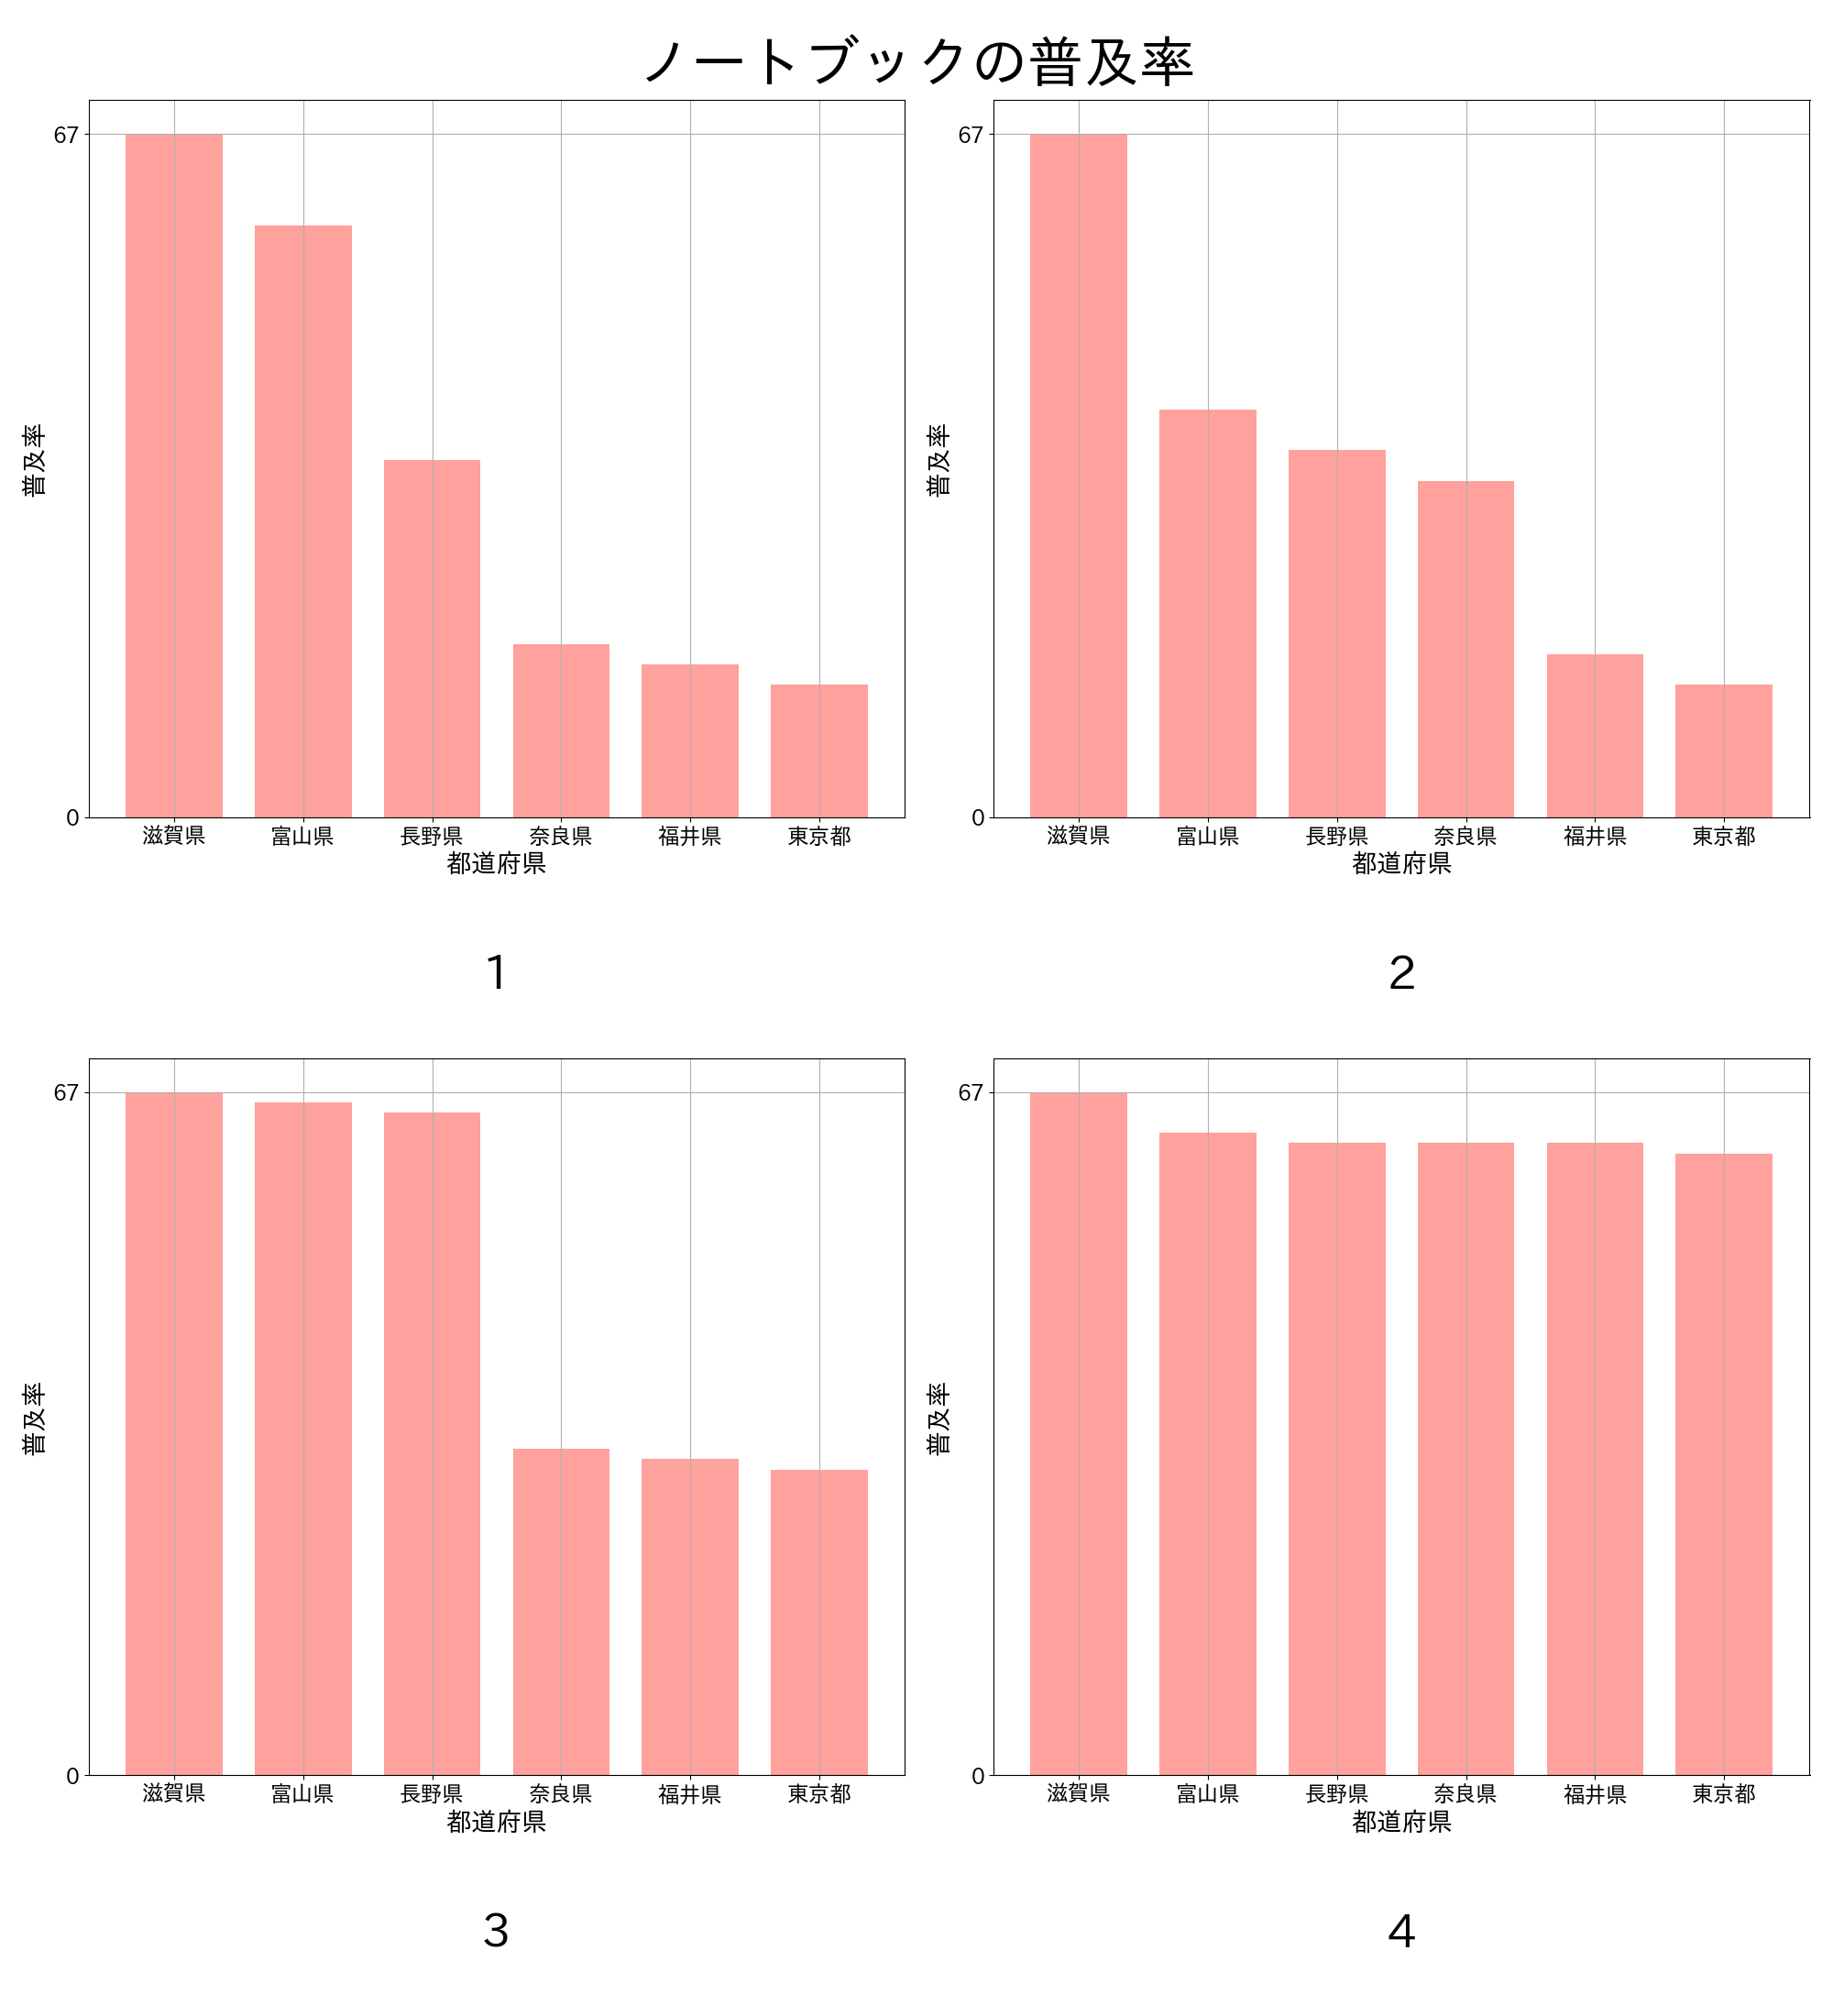 ノートブックの普及率
67
0
普及率
滋賀県 富山県 長野県 奈良県 福井県 東京都
都道府県
1
67
0
普及率
滋賀県 富山県 長野県 奈良県 福井県 東京都
都道府県
2
67
0
普及率
滋賀県 富山県 長野県 奈良県 福井県 東京都
都道府県
3
67
0
普及率
滋賀県 富山県 長野県 奈良県 福井県 東京都
都道府県
4